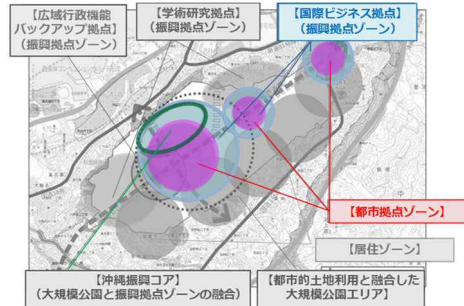 【広域行政機能
バックアップ拠点】
(振興拠点ゾーン)
【学術研究拠点】
(振興拠点ゾーン)
【国際ビジネス拠点】
(振興拠点ゾーン)
【都市拠点ゾーン】
【居住ゾーン】
【沖縄振興コア】
(大規模公園と振興拠点ゾーンの融合)
【都市的土地利用と融合した
大規模公園エリア】